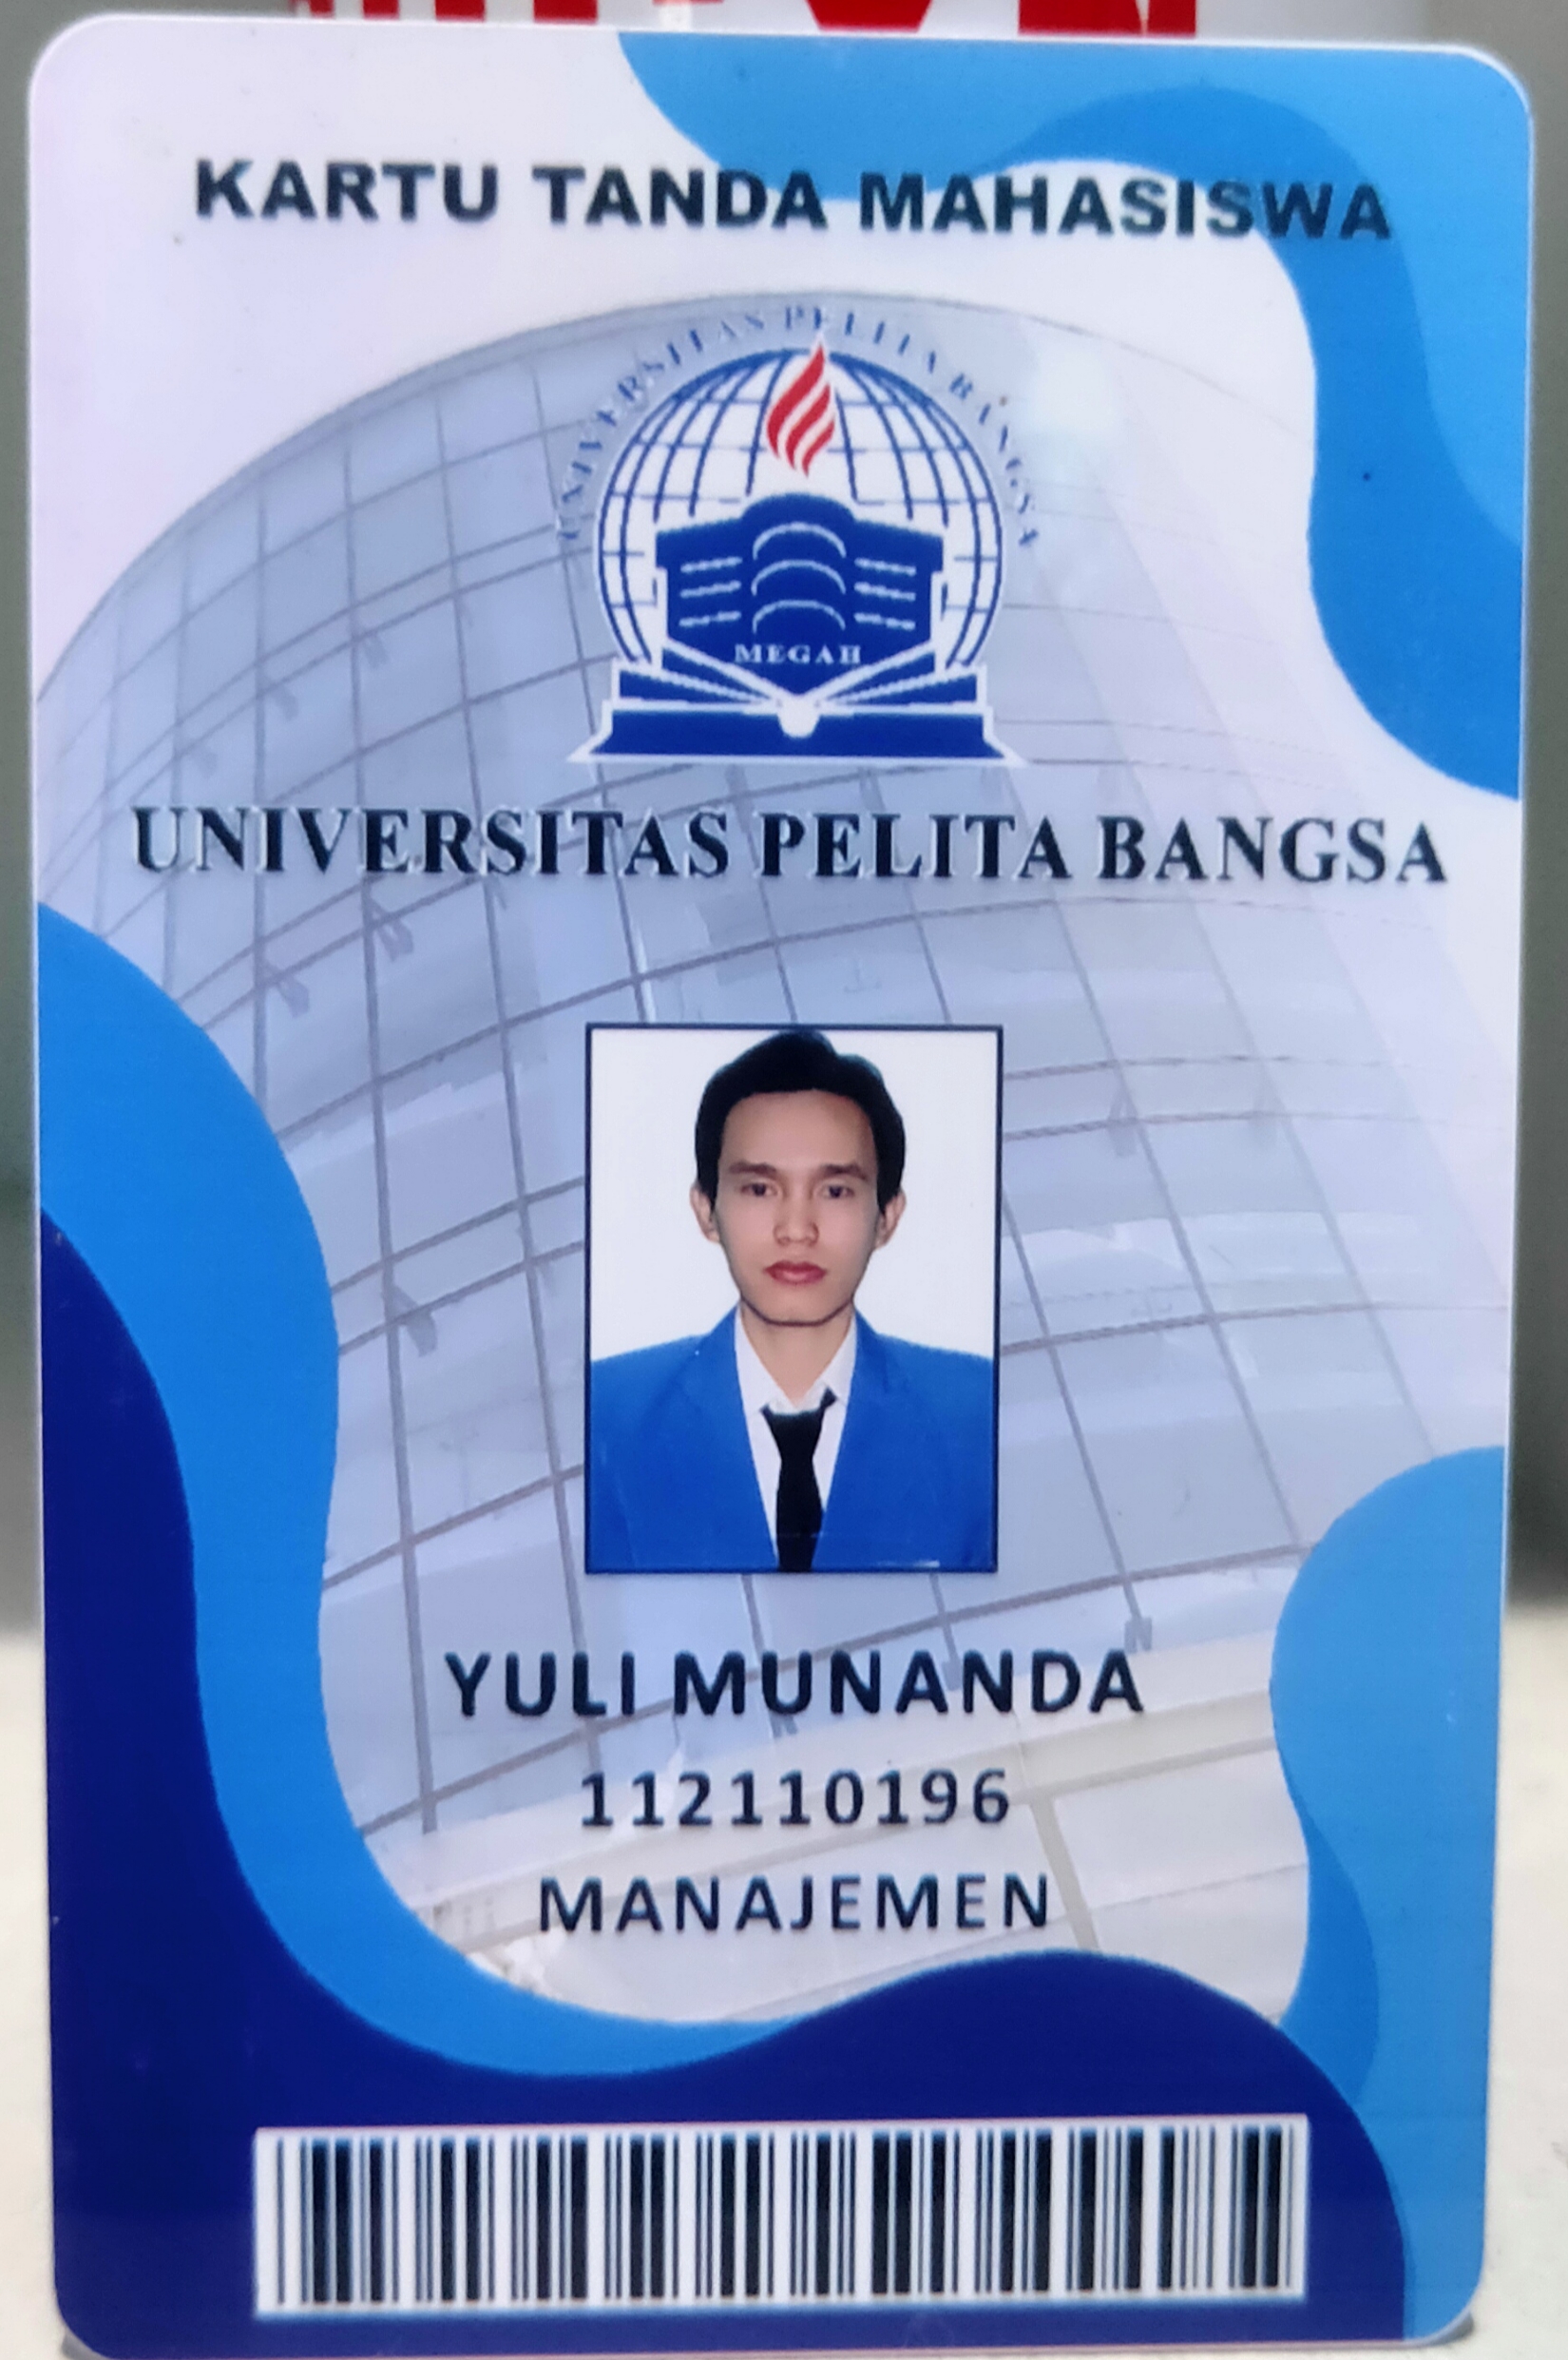 KARTU TANDA MAHASISWA
UNIVERSITAS PELITA BANGSA
MEGAH
UNIVERSITAS PELITA BANGSA
YULI MUNANDA
112110196
MANAJEMEN